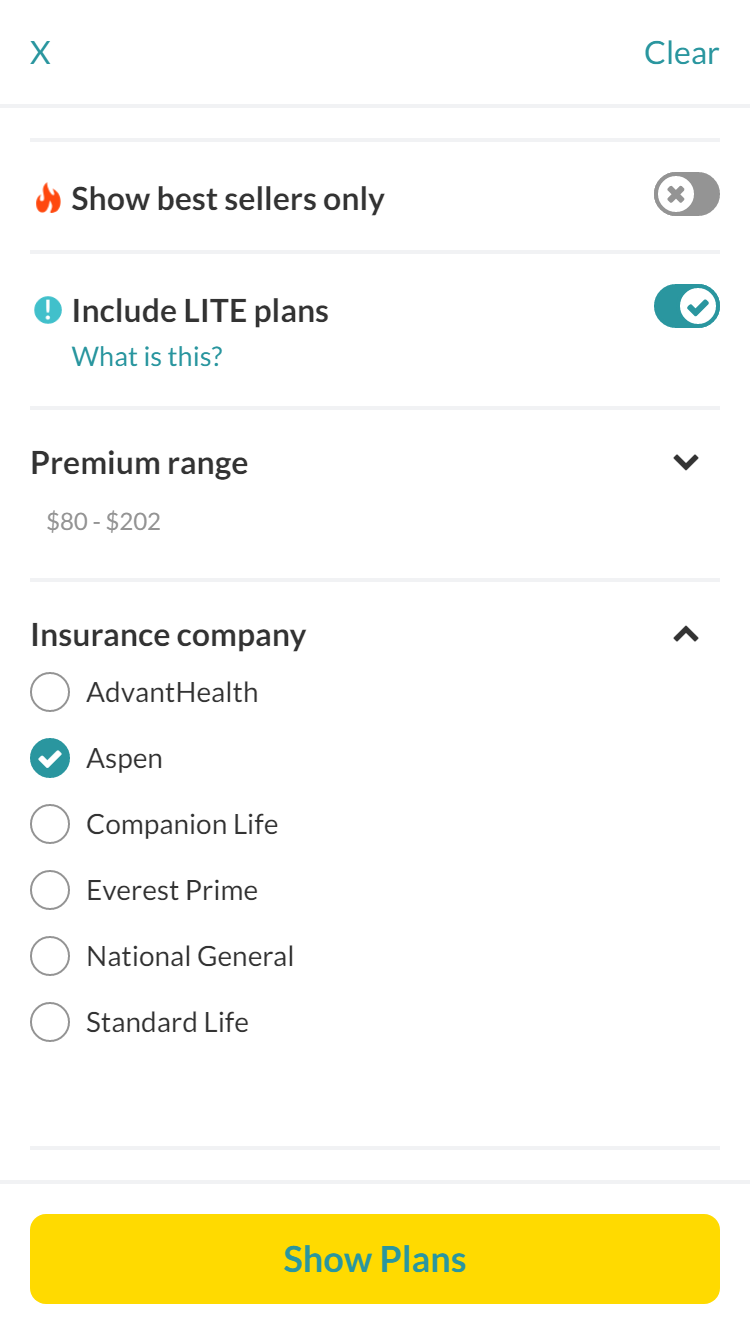 X
Clear
Show best sellers only
Include LITE plans
What is this?
Premium range
$80 - $202
Insurance company
AdvantHealth
Aspen
Companion Life
Everest Prime
National General
Standard Life
Show Plans